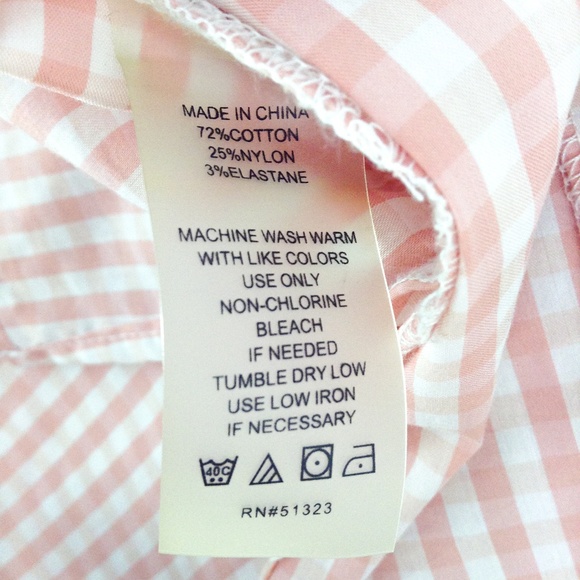 MADE IN CHINA
72%COTTON
25%NYLON
3%ELASTANE
MACHINE WASH WARM
WITH LIKE COLORS
USE ONLY
NON-CHLORINE
BLEACH
IF NEEDED
TUMBLE DRY LOW
USE LOW IRON
IF NECESSARY
40C
RN#51323